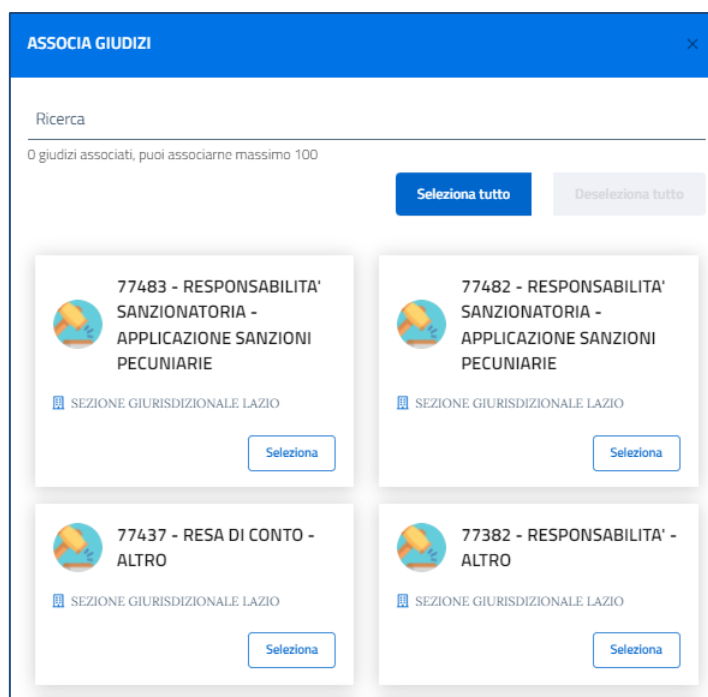 ASSOCIA GIUDIZI
×
Ricerca
0 giudizi associati, puoi associarne massimo 100
Seleziona tutto
Deseleziona tutto
77483 - RESPONSABILITA'
SANZIONATORIA -
APPLICAZIONE SANZIONI
PECUNIARIE
SEZIONE GIURISDIZIONALE LAZIO
Seleziona
77482 - RESPONSABILITA'
SANZIONATORIA -
APPLICAZIONE SANZIONI
PECUNIARIE
SEZIONE GIURISDIZIONALE LAZIO
Seleziona
77437 - RESA DI CONTO -
ALTRO
SEZIONE GIURISDIZIONALE LAZIO
Seleziona
77382 - RESPONSABILITA' -
ALTRO
SEZIONE GIURISDIZIONALE LAZIO
Seleziona